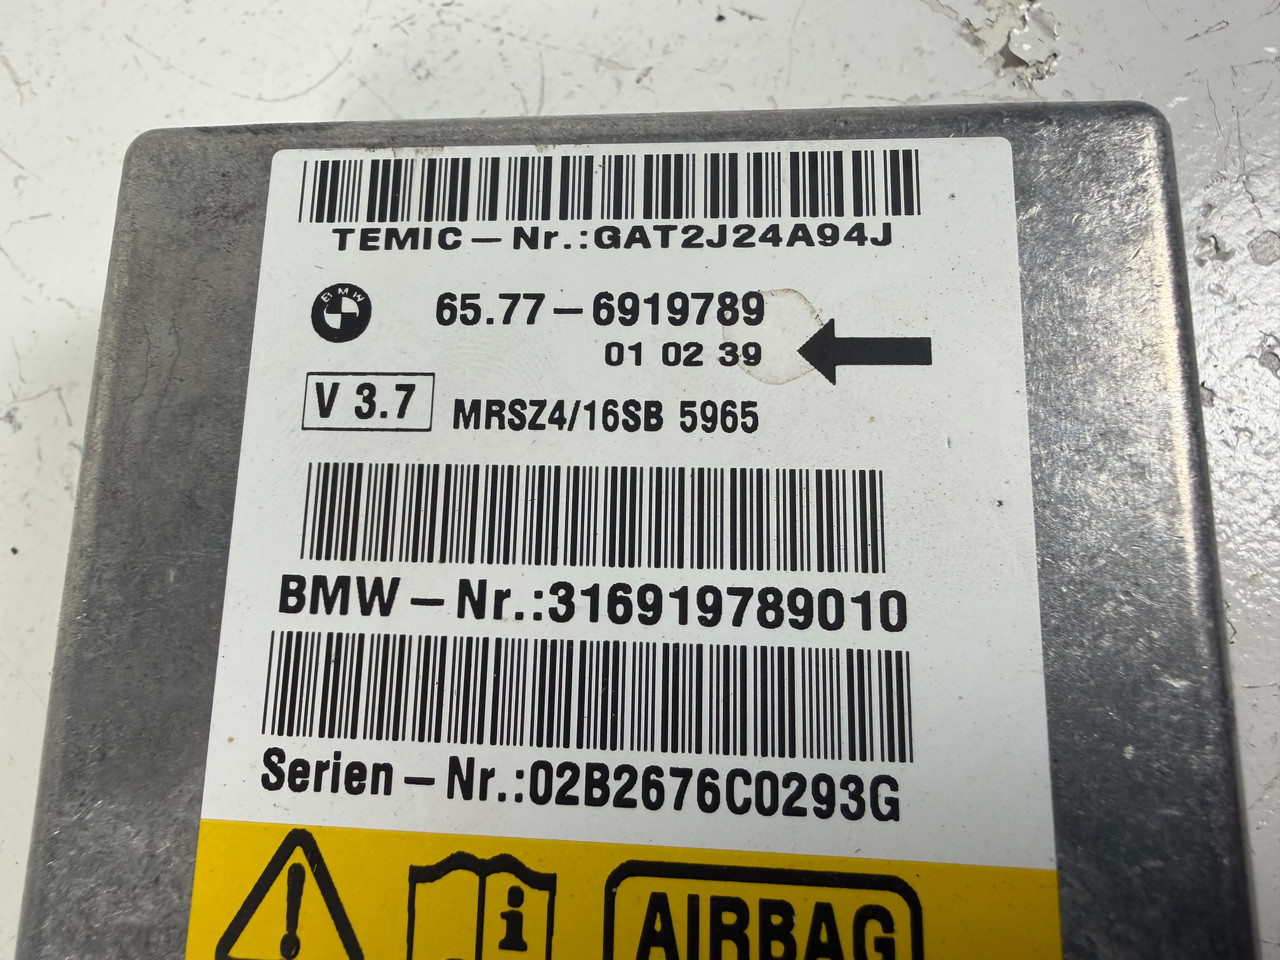 TEMIC-Nr.:GAT2J24A94J
BMW
65.77-6919789
01 02 39
V 3.7
MRSZ4/16SB 5965
BMW-Nr.:316919789010
Serien-Nr.:02B2676C0293G
i
AIRBAG